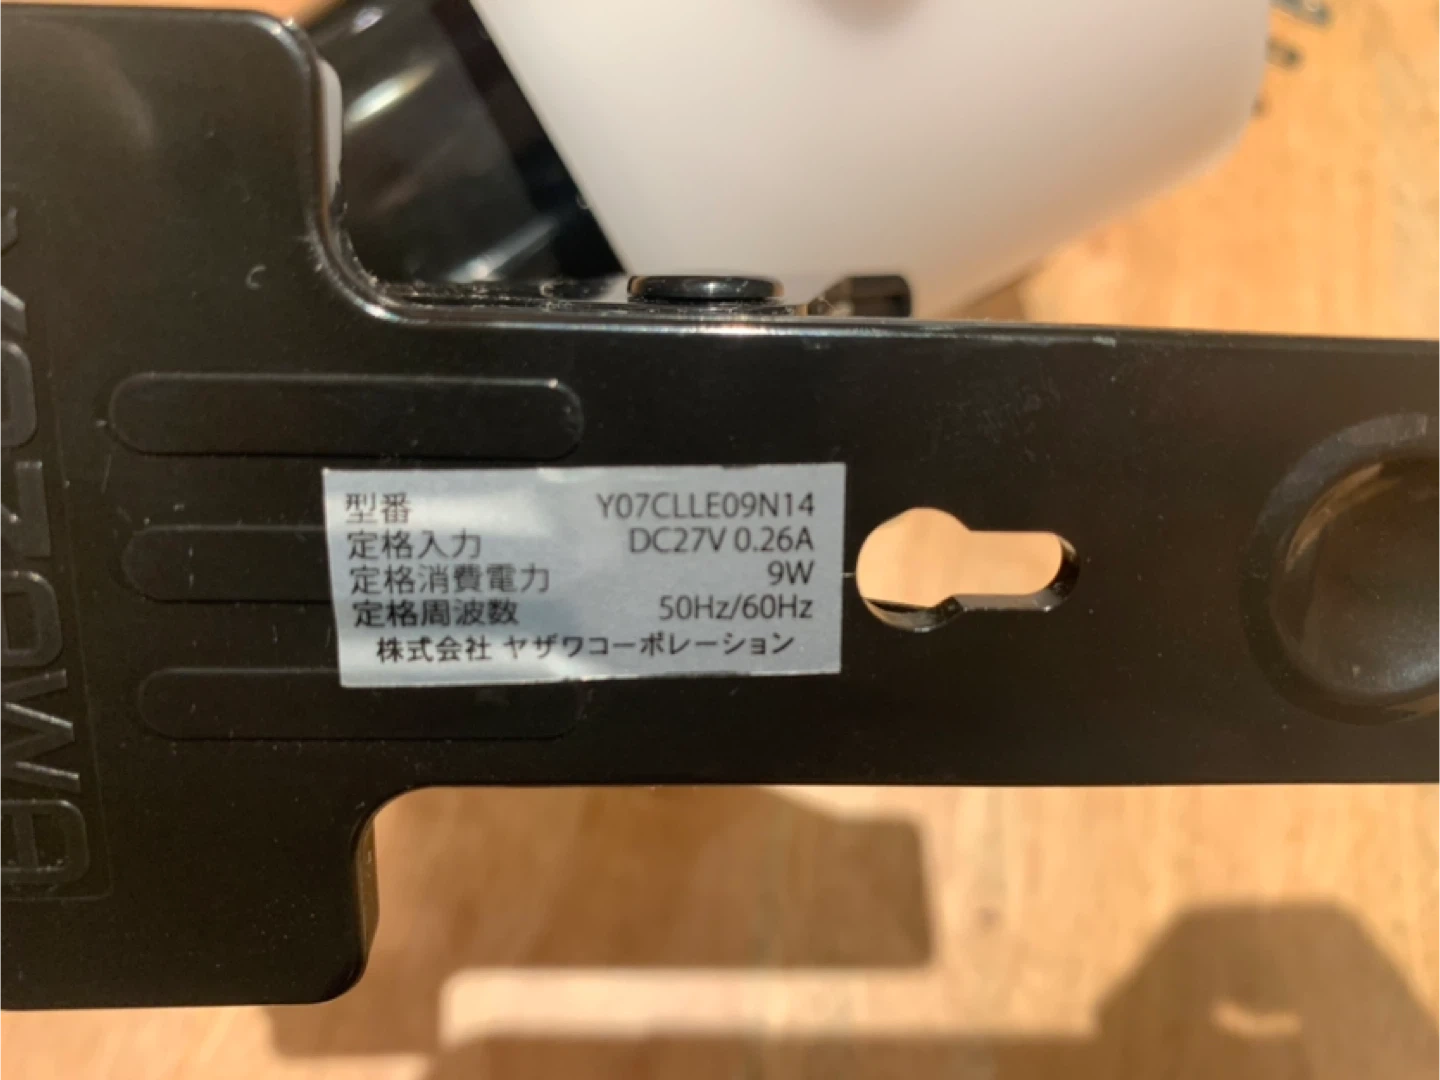 型番 Y07CLLE09N14
定格入力 DC27V 0.26A
定格消費電力 9W
定格周波数 50Hz/60Hz
株式会社 ヤザワコーポレーション
YAZAWA